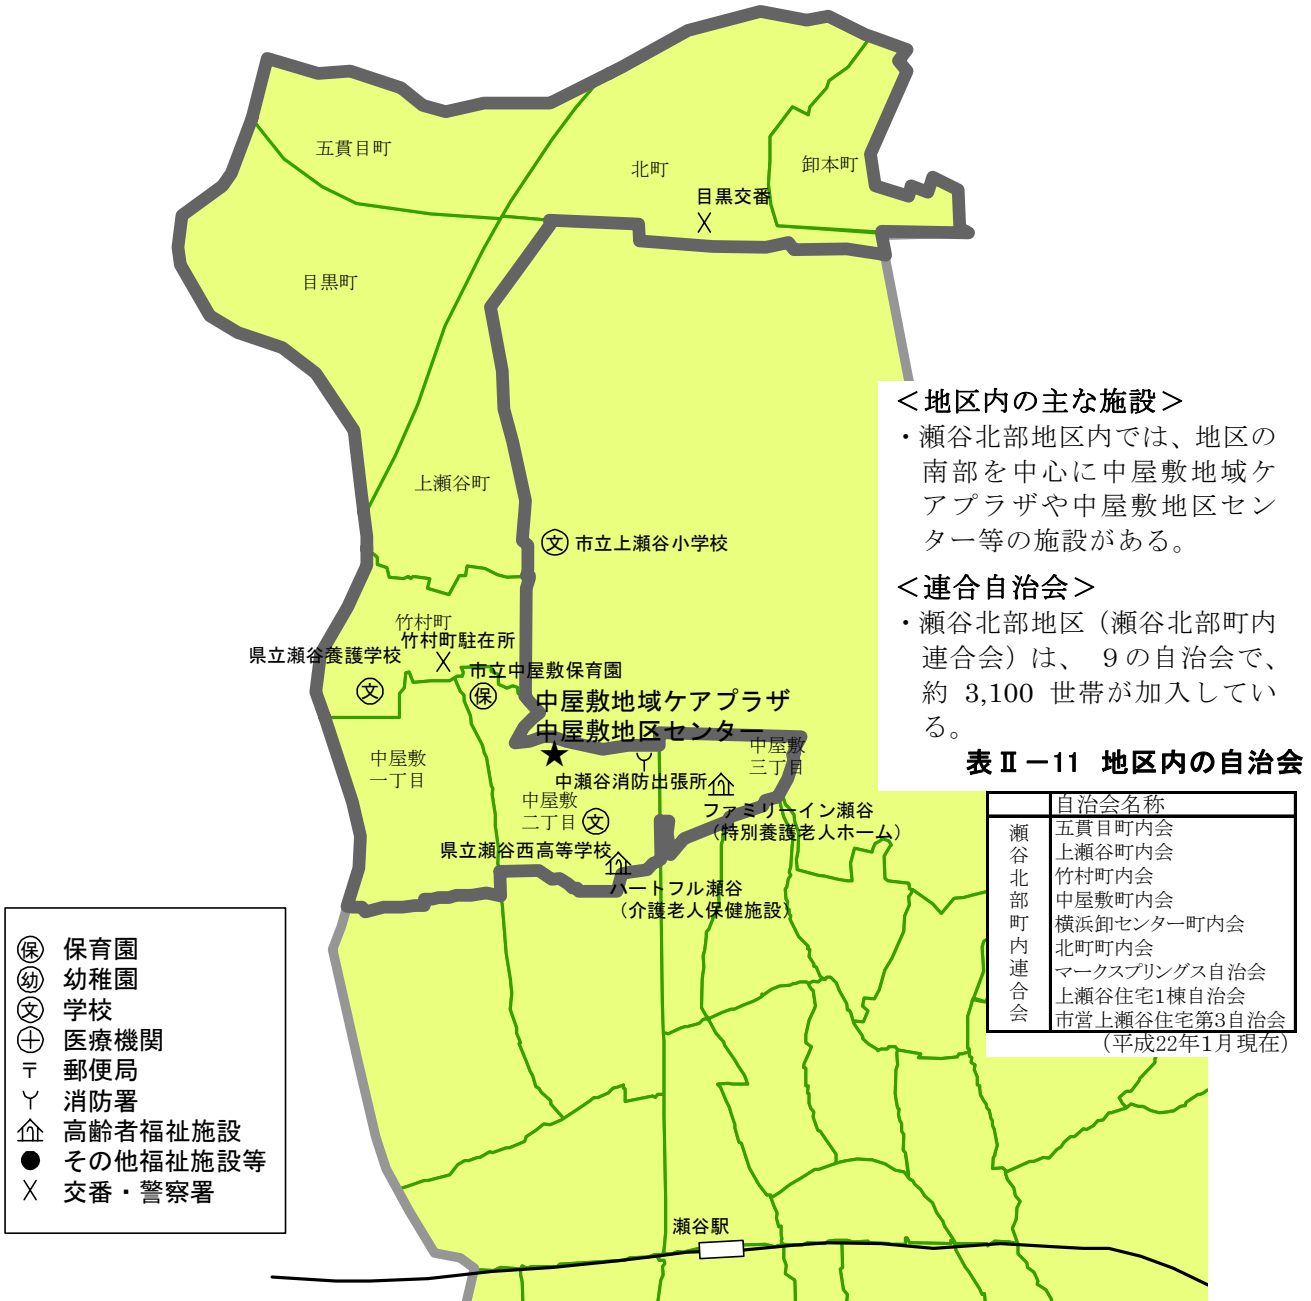 五貫目町
北町
卸本町
目黒交番
目黒町
上瀬谷町
文 市立上瀬谷小学校
竹村町
竹村町駐在所
県立瀬谷養護学校
文
市立中屋敷保育園
保
中屋敷地域ケアプラザ
中屋敷地区センター
中屋敷
一丁目
中屋敷
三丁目
中瀬谷消防出張所
中屋敷
二丁目
文
ファミリーイン瀬谷
（特別養護老人ホーム）
県立瀬谷西高等学校
ハートフル瀬谷
（介護老人保健施設）
瀬谷駅
＜地区内の主な施設＞
・瀬谷北部地区内では、地区の
南部を中心に中屋敷地域ケ
アプラザや中屋敷地区セン
ター等の施設がある。
＜連合自治会＞
・瀬谷北部地区（瀬谷北部町内
連合会）は、 ９の自治会で、
約 3,100 世帯が加入してい
る。
表Ⅱ－11 地区内の自治会
自治会名称
瀬谷北部町内連合会
五貫目町内会
上瀬谷町内会
竹村町内会
中屋敷町内会
横浜卸センター町内会
北町町内会
マークスプリングス自治会
上瀬谷住宅1棟自治会
市営上瀬谷住宅第3自治会
（平成22年1月現在）
保 保育園
幼 幼稚園
文 学校
医療機関
〒 郵便局
消防署
高齢者福祉施設
● その他福祉施設等
交番・警察署